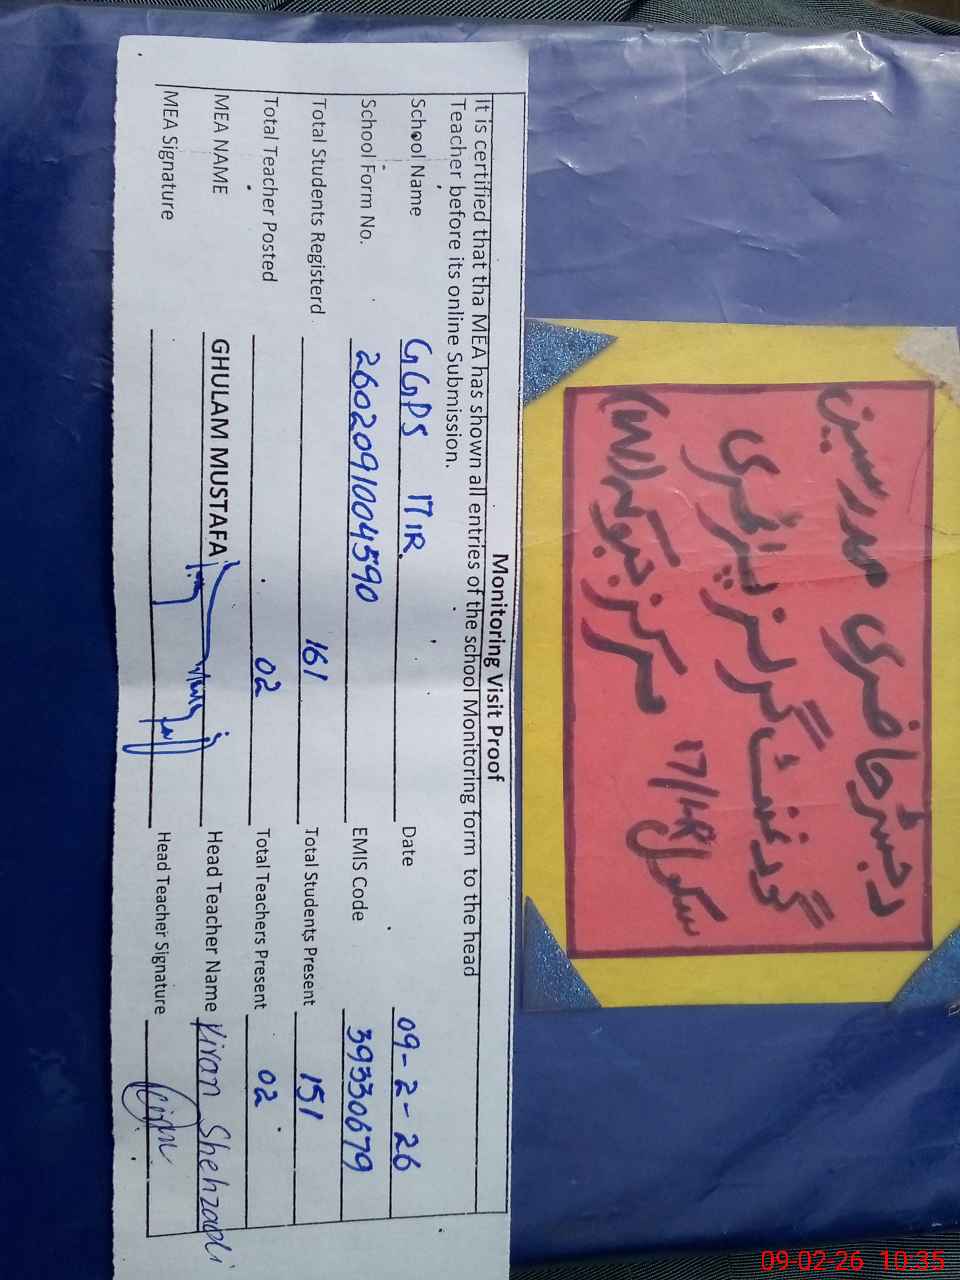 رجسٹر حاضری مدرسین
گورنمنٹ گرلز پرائمری
سکول 17/1R مرکز نیوکیمپس (W)
Monitoring Visit Proof
It is certified that tha MEA has shown all entries of the school Monitoring form to the head
Teacher before its online Submission.
School Name GGPS 171R Date 09-2-26
School Form No. 2602091004590 EMIS Code 39330679
Total Students Registerd 161 Total Students Present 151
Total Teacher Posted 02 Total Teachers Present 02
MEA NAME GHULAM MUSTAFA Head Teacher Name Kiran Shehzadi
MEA Signature Head Teacher Signature Kiran
09-02-26 10:35